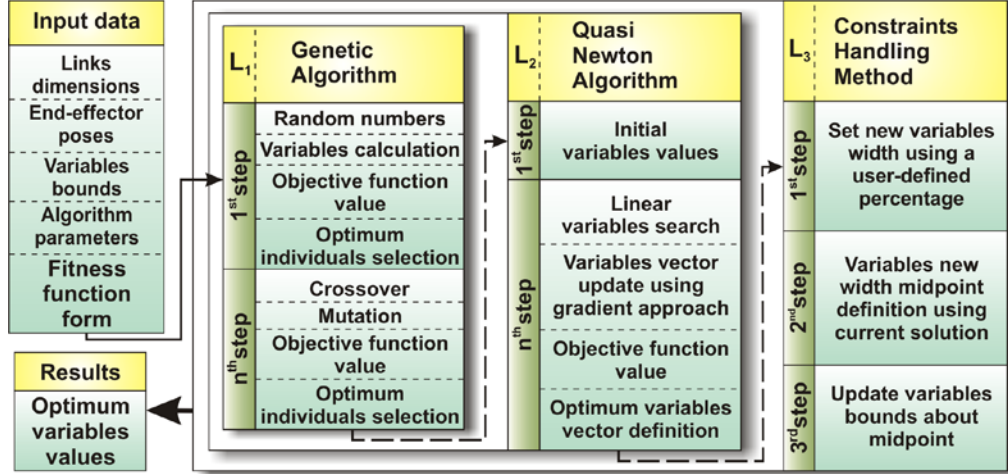 Input data
Links
dimensions
End-effector
poses
Variables
bounds
Algorithm
parameters
Fitness
function
form
Results
Optimum
variables
values
L1
Genetic
Algorithm
1st step
Random numbers
Variables calculation
Objective function
value
Optimum
individuals selection
nth step
Crossover
Mutation
Objective function
value
Optimum
individuals selection
L2
Quasi
Newton
Algorithm
1st step
Initial
variables values
nth step
Linear
variables search
Variables vector
update using
gradient approach
Objective function
value
Optimum variables
vector definition
L3
Constraints
Handling
Method
1st step
Set new variables
width using a
user-defined
percentage
2nd step
Variables new
width midpoint
definition using
current solution
3rd step
Update variables
bounds about
midpoint